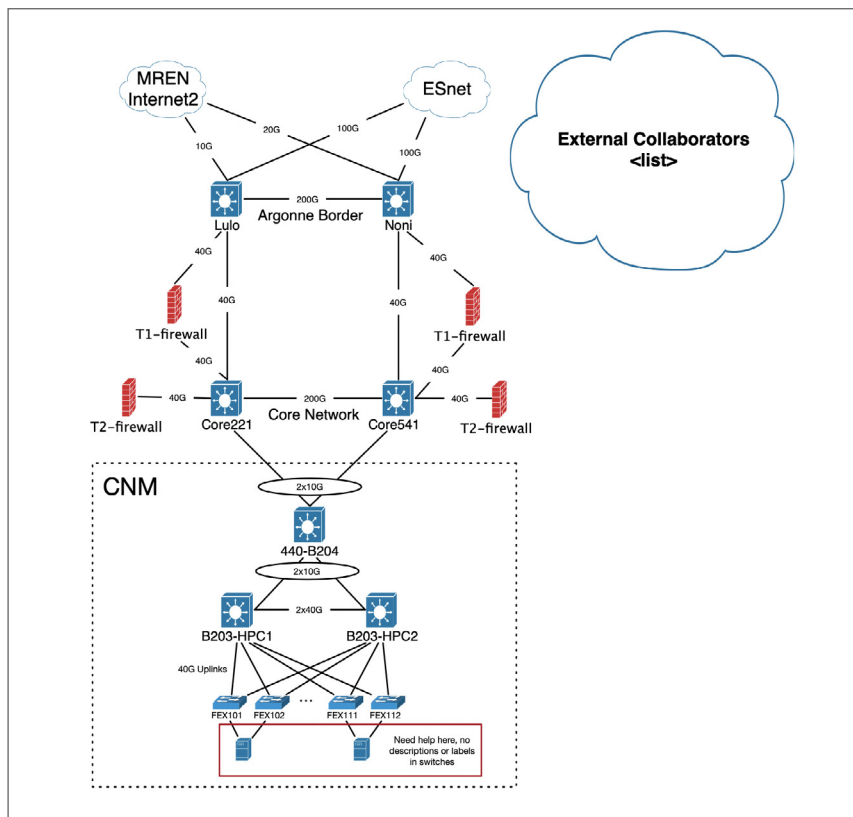 MREN
Internet2
ESnet
External Collaborators
<list>
10G
20G
100G
100G
200G
Argonne Border
Lulo
Noni
40G
40G
40G
40G
T1-firewall
T1-firewall
40G
40G
40G
200G
40G
T2-firewall
Core Network
T2-firewall
Core221
Core541
CNM
2x10G
440-B204
2x10G
2x40G
B203-HPC1
B203-HPC2
40G Uplinks
...
FEX101
FEX102
FEX111
FEX112
Need help here, no
descriptions or labels
in switches